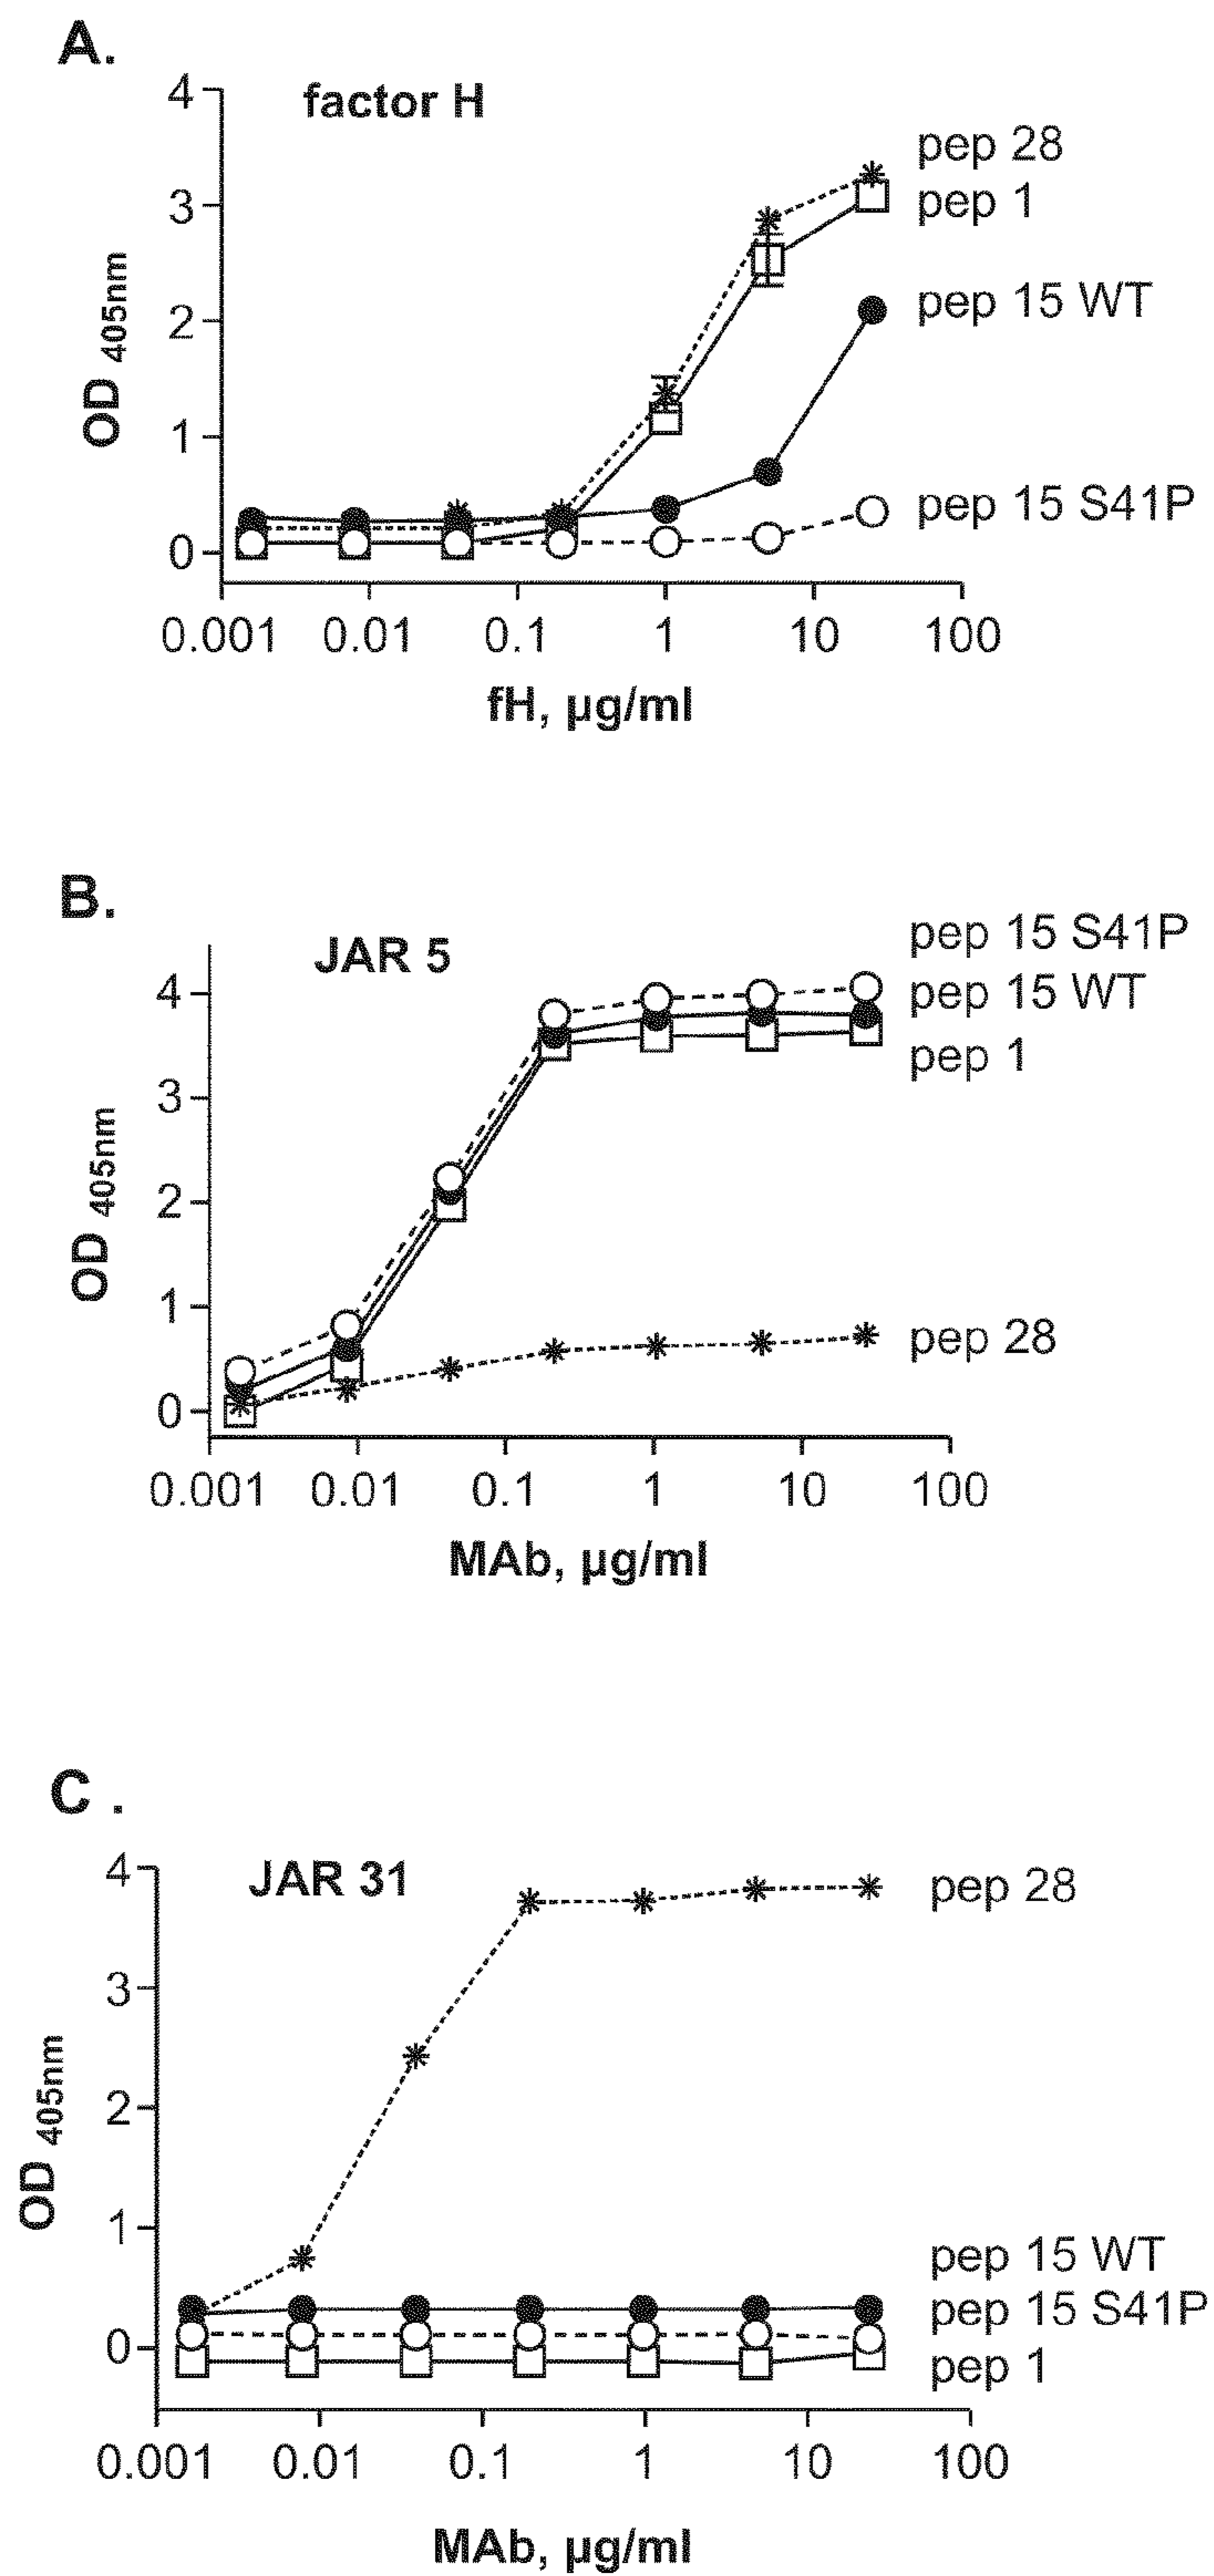 A.
factor H
4
3
2
1
0
OD 405nm
pep 28
pep 1
pep 15 WT
pep 15 S41P
0.001 0.01 0.1 1 10 100
fH, µg/ml
B.
JAR 5
4
3
2
1
0
OD 405nm
pep 15 S41P
pep 15 WT
pep 1
pep 28
0.001 0.01 0.1 1 10 100
MAb, µg/ml
C .
JAR 31
4
3
2
1
0
OD 405nm
pep 28
pep 15 WT
pep 15 S41P
pep 1
0.001 0.01 0.1 1 10 100
MAb, µg/ml